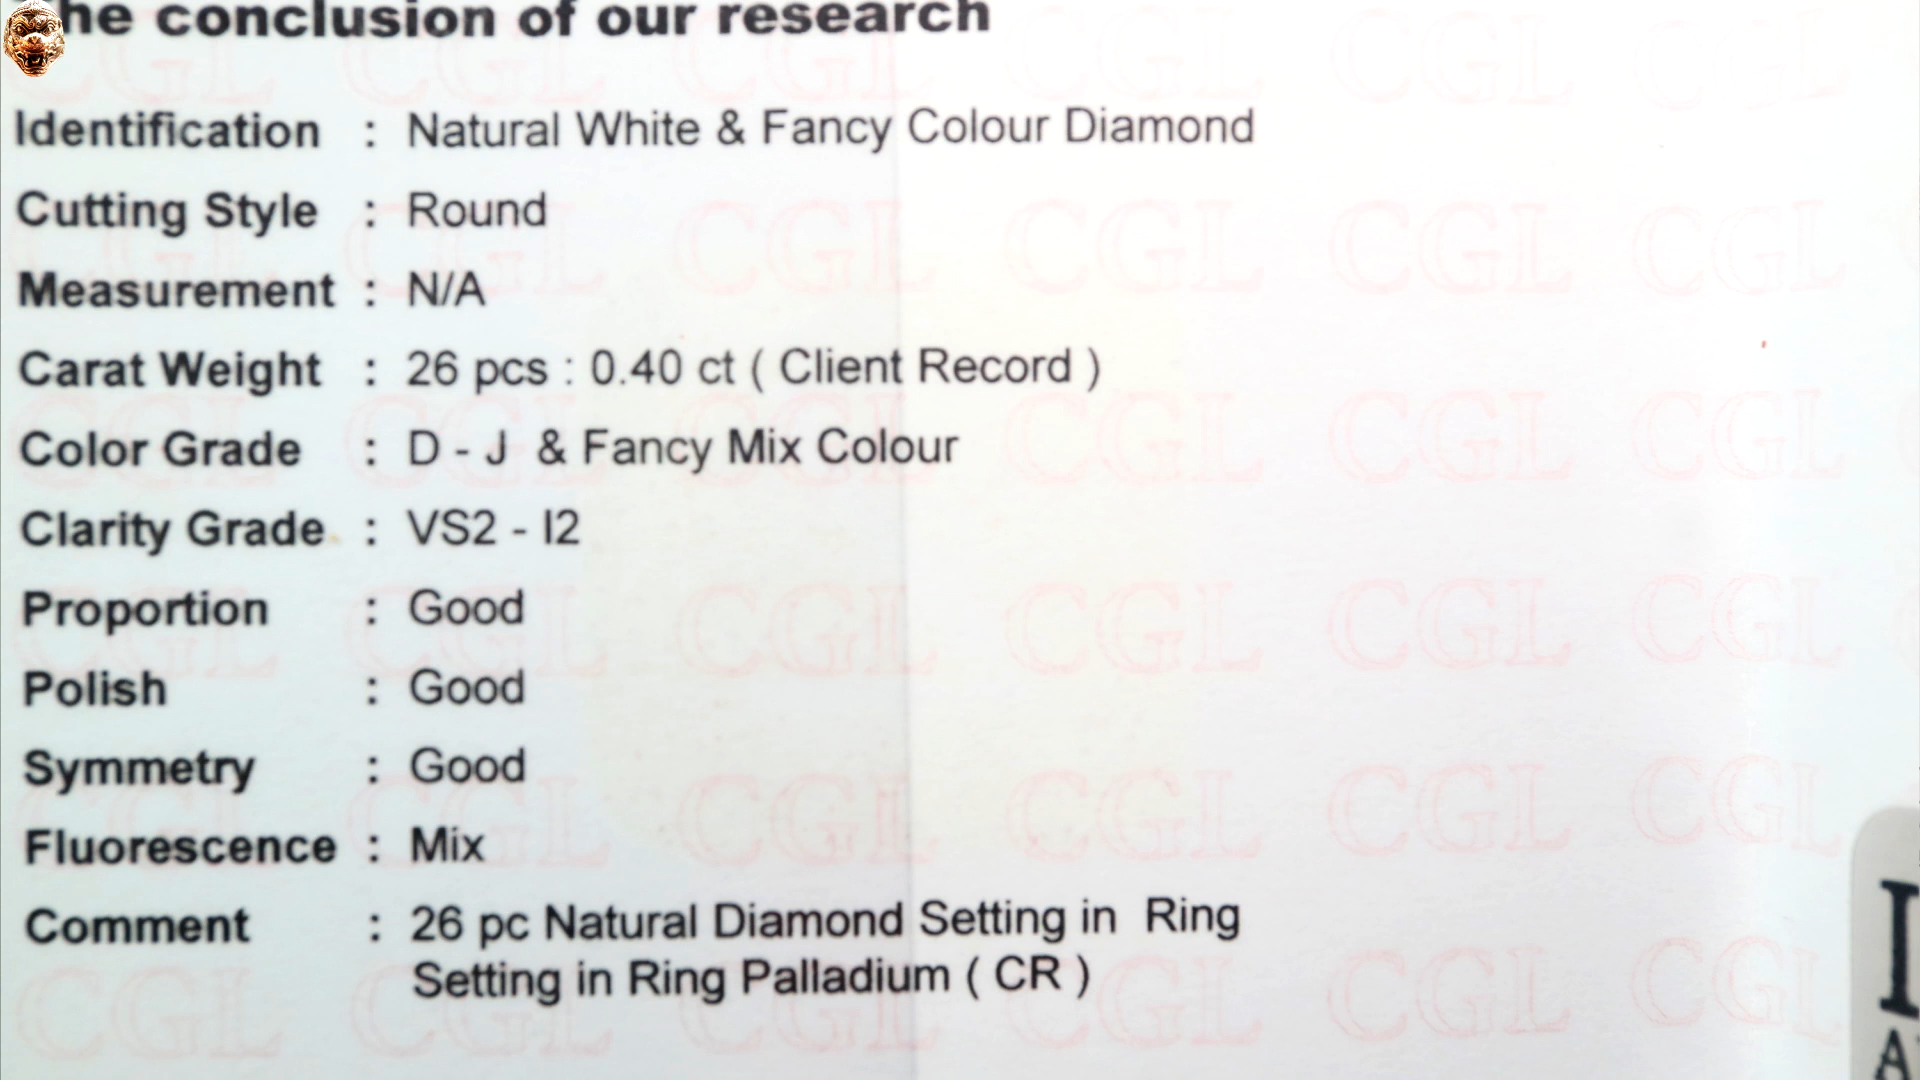 he conclusion of our research
Identification : Natural White & Fancy Colour Diamond
Cutting Style : Round
Measurement : N/A
Carat Weight : 26 pcs : 0.40 ct ( Client Record )
Color Grade : D - J & Fancy Mix Colour
Clarity Grade : VS2 - I2
Proportion : Good
Polish : Good
Symmetry : Good
Fluorescence : Mix
Comment : 26 pc Natural Diamond Setting in Ring
Setting in Ring Palladium ( CR )